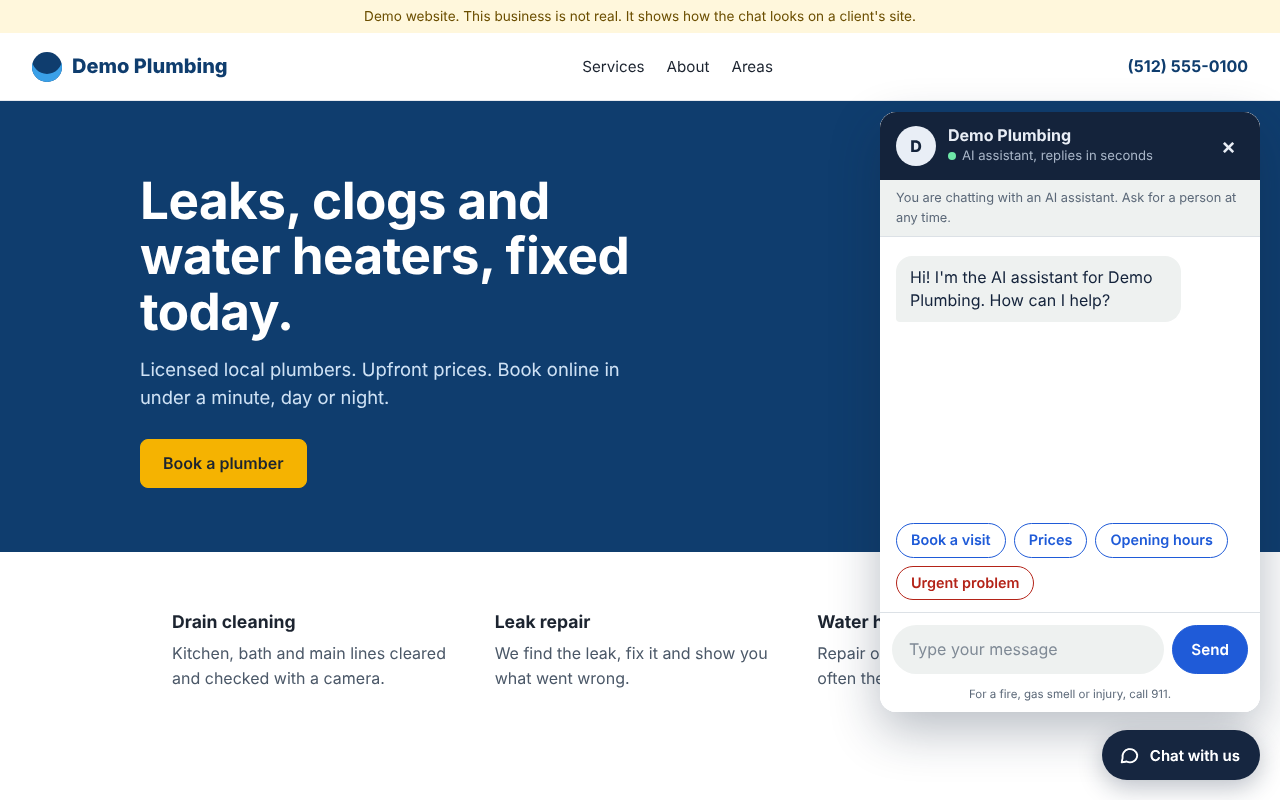 Demo website. This business is not real. It shows how the chat looks on a client's site.
Demo Plumbing
Services
About
Areas
(512) 555-0100
Leaks, clogs and
water heaters, fixed
today.
Licensed local plumbers. Upfront prices. Book online in
under a minute, day or night.
Book a plumber
Drain cleaning
Kitchen, bath and main lines cleared
and checked with a camera.
Leak repair
We find the leak, fix it and show you
what went wrong.
Water
Repair
often
D
Demo Plumbing
AI assistant, replies in seconds
×
You are chatting with an AI assistant. Ask for a person at
any time.
Hi! I'm the AI assistant for Demo
Plumbing. How can I help?
Book a visit
Prices
Opening hours
Urgent problem
Type your message
Send
For a fire, gas smell or injury, call 911.
Chat with us